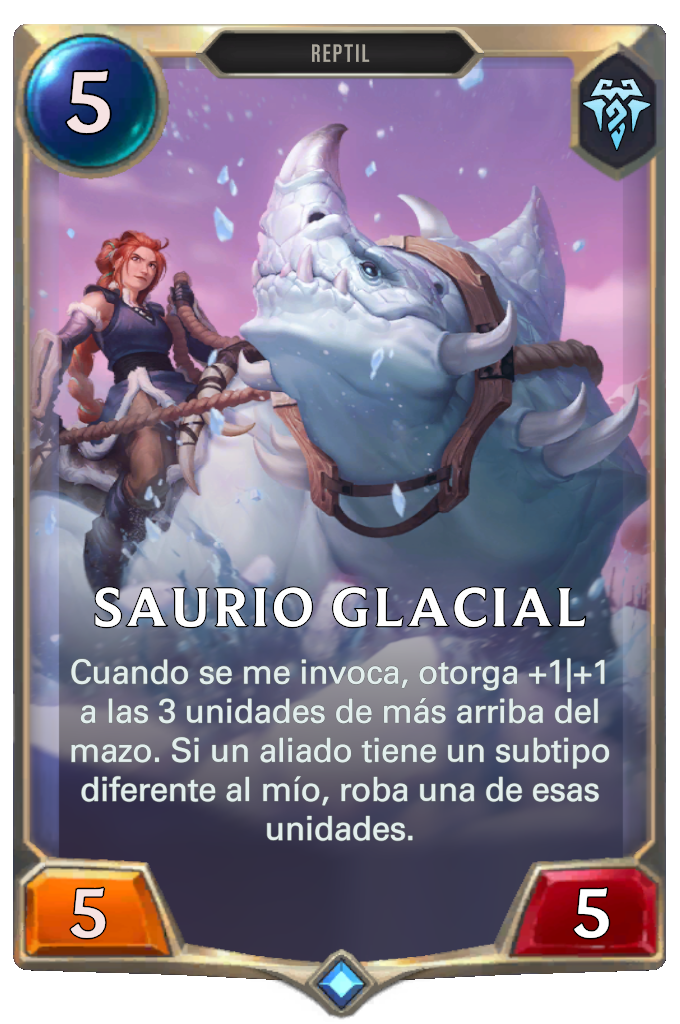 REPTIL
5
SAURIO GLACIAL
Cuando se me invoca, otorga +1|+1
a las 3 unidades de más arriba del
mazo. Si un aliado tiene un subtipo
diferente al mío, roba una de esas
unidades.
5
5